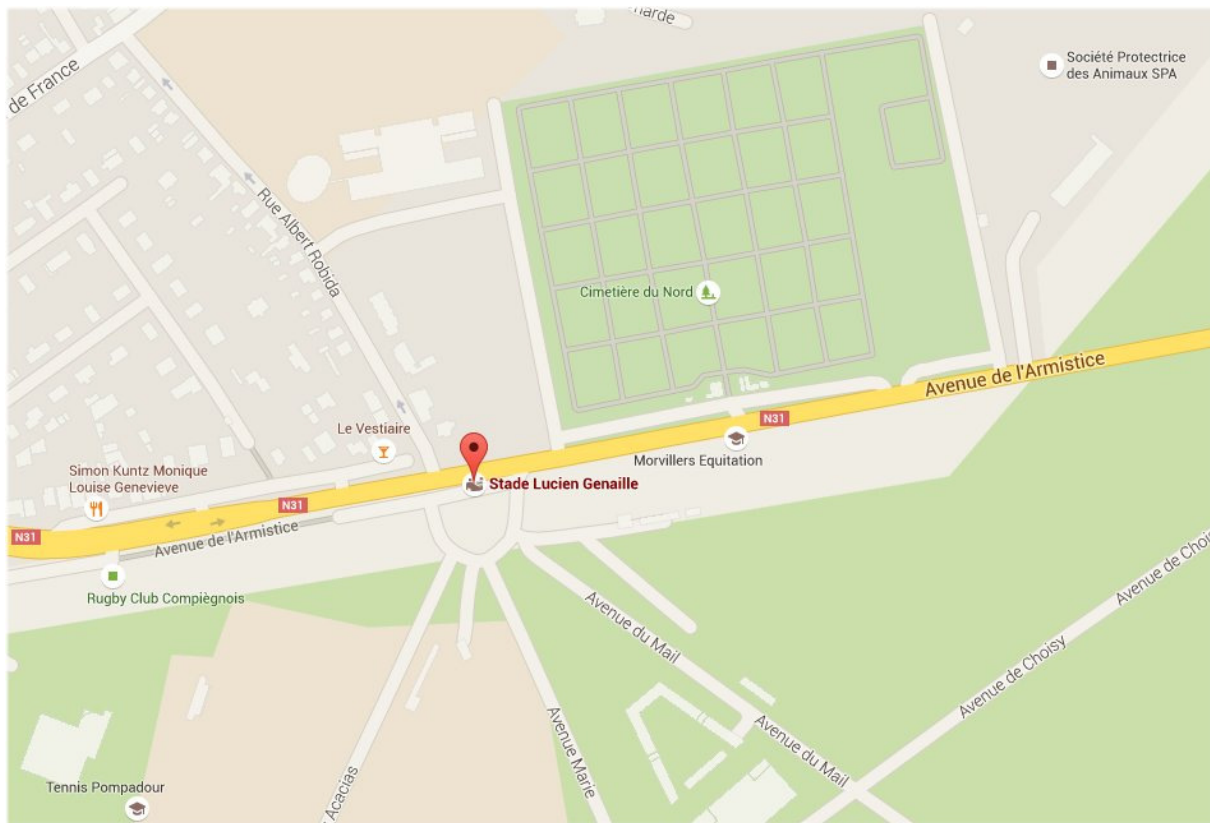 de France
Société Protectrice
des Animaux SPA
Rue Albert Robida
Cimetière du Nord
Avenue de l'Armistice
N31
Le Vestiaire
Morvillers Equitation
Simon Kuntz Monique
Louise Genevieve
Stade Lucien Genaille
N31
N31
Avenue de l'Armistice
Rugby Club Compiègnois
Avenue du Mail
Avenue de Choisy
Avenue de Choisy
Avenue Marie
Avenue du Mail
Tennis Pompadour
Acacias